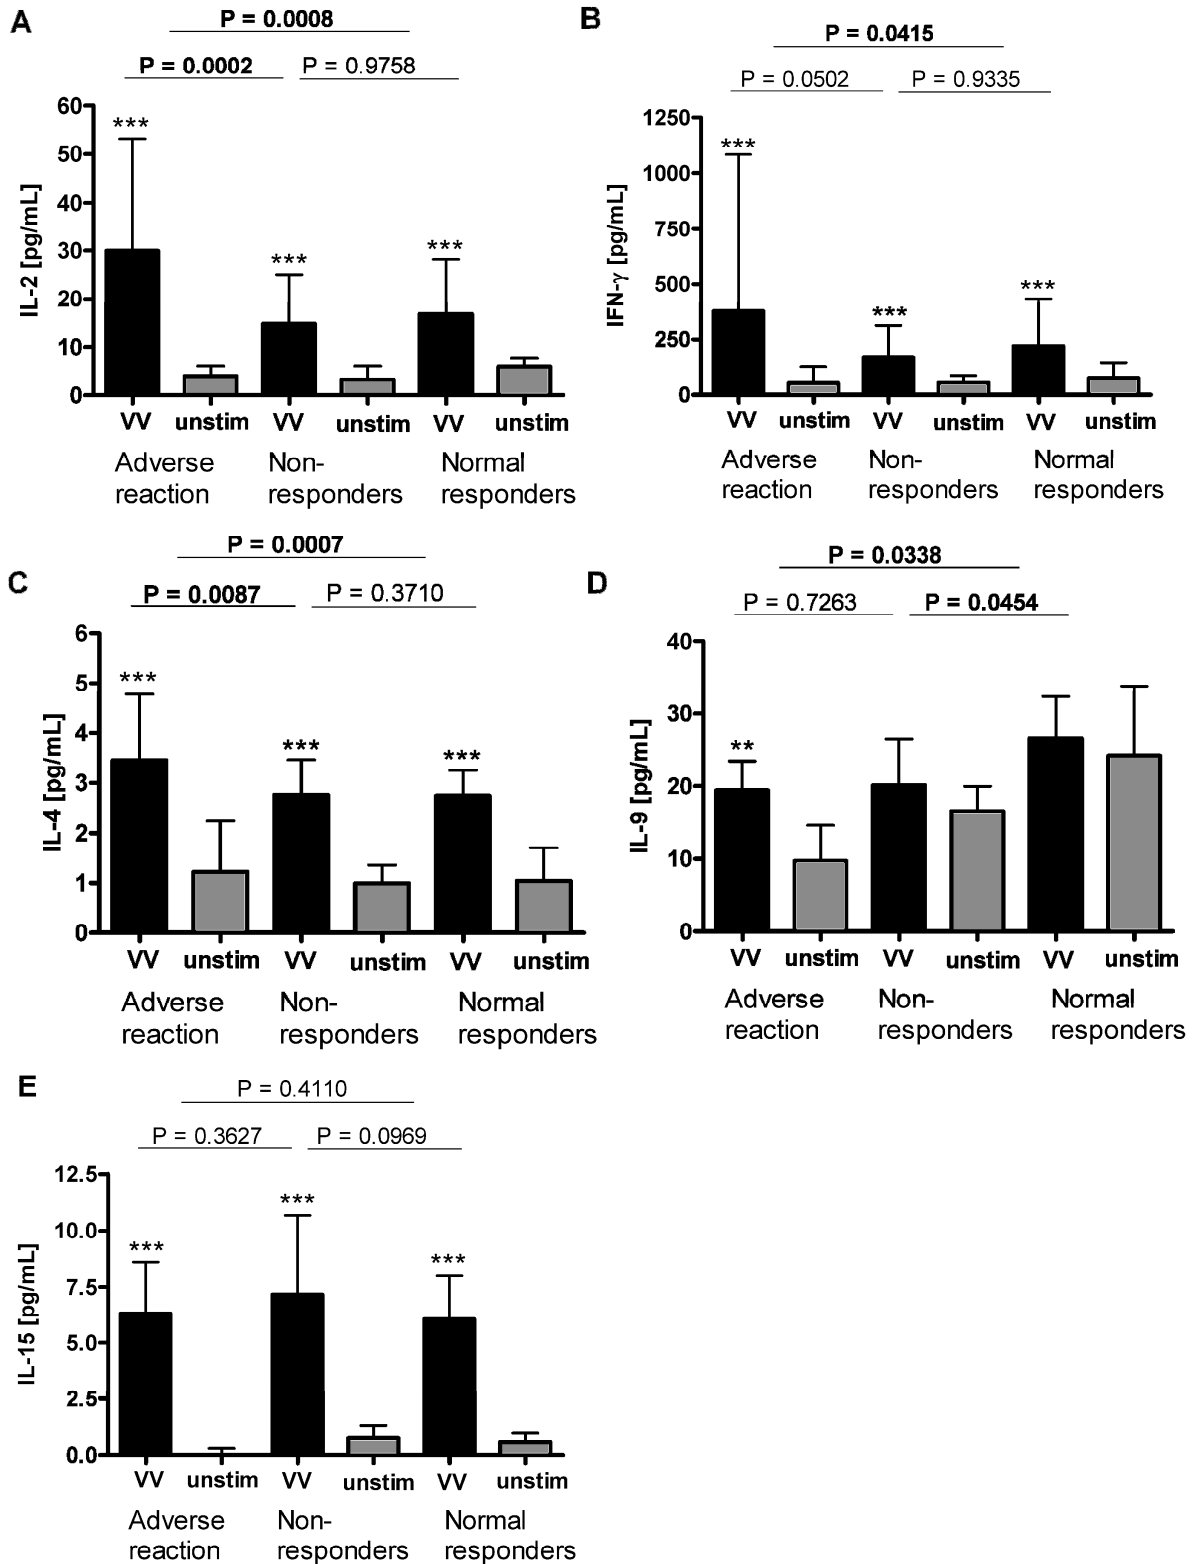 A
P = 0.0008
P = 0.0002
P = 0.9758
60
50
40
30
20
10
0
IL-2 [pg/mL]
***
***
***
VV
unstim
VV
unstim
VV
unstim
Adverse
reaction
Non-
responders
Normal
responders
B
P = 0.0415
P = 0.0502
P = 0.9335
1250
1000
750
500
250
0
IFN-γ [pg/mL]
***
***
***
VV
unstim
VV
unstim
VV
unstim
Adverse
reaction
Non-
responders
Normal
responders
C
P = 0.0007
P = 0.0087
P = 0.3710
6
5
4
3
2
1
0
IL-4 [pg/mL]
***
***
***
VV
unstim
VV
unstim
VV
unstim
Adverse
reaction
Non-
responders
Normal
responders
D
P = 0.0338
P = 0.7263
P = 0.0454
40
30
20
10
0
IL-9 [pg/mL]
**
VV
unstim
VV
unstim
VV
unstim
Adverse
reaction
Non-
responders
Normal
responders
E
P = 0.4110
P = 0.3627
P = 0.0969
12.5
10.0
7.5
5.0
2.5
0.0
IL-15 [pg/mL]
***
***
***
VV
unstim
VV
unstim
VV
unstim
Adverse
reaction
Non-
responders
Normal
responders